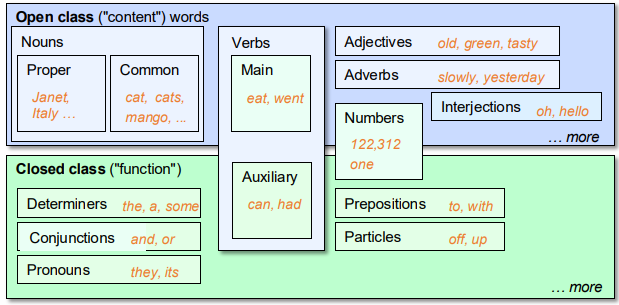 Open class ("content") words
Nouns
Proper
Janet,
Italy …
Common
cat, cats,
mango, ...
Verbs
Main
eat, went
Adjectives old, green, tasty
Adverbs slowly, yesterday
Interjections oh, hello
Numbers
122,312
one
… more
Closed class ("function")
Determiners the, a, some
Conjunctions and, or
Pronouns they, its
Auxiliary
can, had
Prepositions to, with
Particles off, up
… more